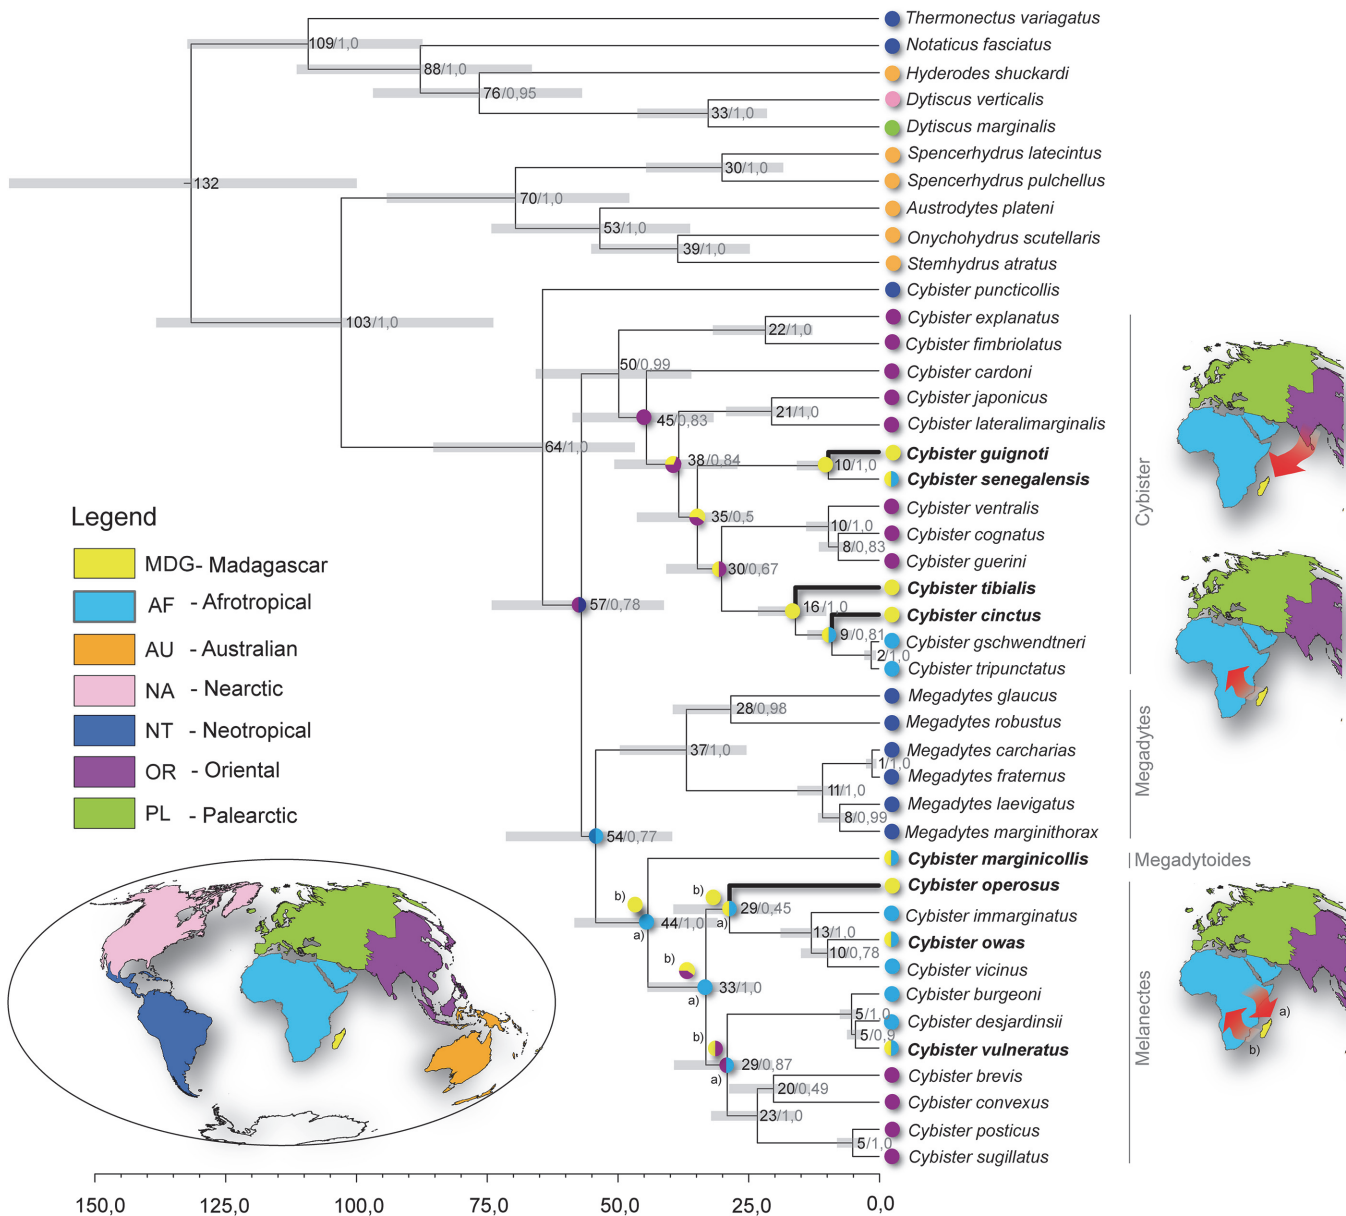 Thermonectus variagatus
109/1,0
Notaticus fasciatus
88/1,0
Hyderodes shuckardi
76/0,95
Dytiscus verticalis
33/1,0
Dytiscus marginalis
132
Spencerhydrus latecintus
30/1,0
Spencerhydrus pulchellus
70/1,0
Austrodytes plateni
53/1,0
Onychohydrus scutellaris
39/1,0
Sternhydrus atratus
Cybister puncticollis
103/1,0
Cybister explanatus
22/1,0
Cybister fimbriolatus
50/0,99
Cybister cardoni
Cybister japonicus
21/1,0
45/0,83
Cybister lateralimarginalis
64/1,0
Cybister guignoti
38/0,84
10/1,0
Cybister senegalensis
Cybister
Cybister ventralis
35/0,5
10/1,0
Cybister cognatus
8/0,83
Cybister guerini
30/0,67
Cybister tibialis
57/0,78
16/1,0
Cybister cinctus
9/0,81
Cybister gschwendtneri
2/1,0
Cybister tripunctatus
Megadytes glaucus
28/0,98
Megadytes robustus
37/1,0
Megadytes carcharias
1/1,0
Megadytes
Megadytes fraternus
11/1,0
Megadytes laevigatus
8/0,99
Megadytes marginithorax
54/0,77
Cybister marginicollis
Megadytoides
b)
b)
Cybister operosus
29/0,45
a)
44/1,0
a)
Cybister immarginatus
13/1,0
Cybister owas
10/0,78
Cybister vicinus
b)
33/1,0
a)
Cybister burgeoni
5/1,0
Cybister desjardinsii
5/0,9
Melanectes
Cybister vulneratus
b)
29/0,87
a)
Cybister brevis
20/0,49
Cybister convexus
23/1,0
Cybister posticus
5/1,0
Cybister sugillatus
a)
b)
Legend
MDG- Madagascar
AF - Afrotropical
AU - Australian
NA - Nearctic
NT - Neotropical
OR - Oriental
PL - Palearctic
150,0 125,0 100,0 75,0 50,0 25,0 0,0